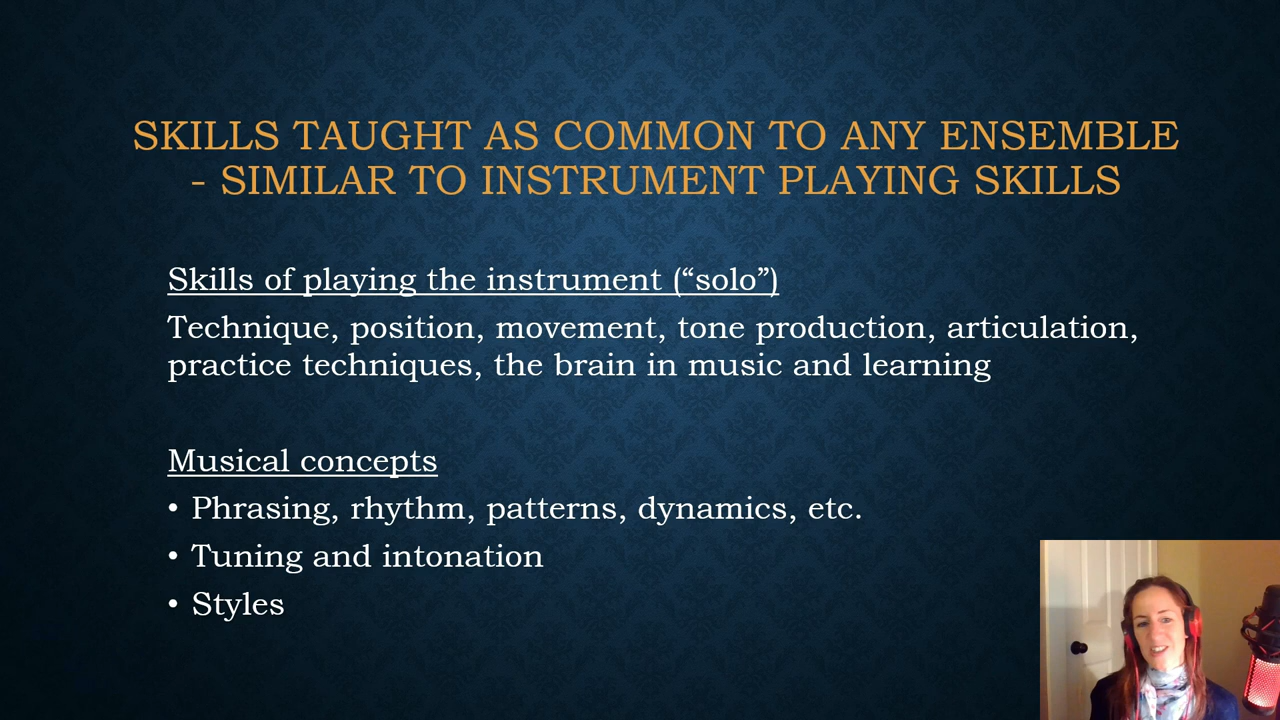 SKILLS TAUGHT AS COMMON TO ANY ENSEMBLE
- SIMILAR TO INSTRUMENT PLAYING SKILLS
Skills of playing the instrument (“solo”)
Technique, position, movement, tone production, articulation,
practice techniques, the brain in music and learning
Musical concepts
• Phrasing, rhythm, patterns, dynamics, etc.
• Tuning and intonation
• Styles